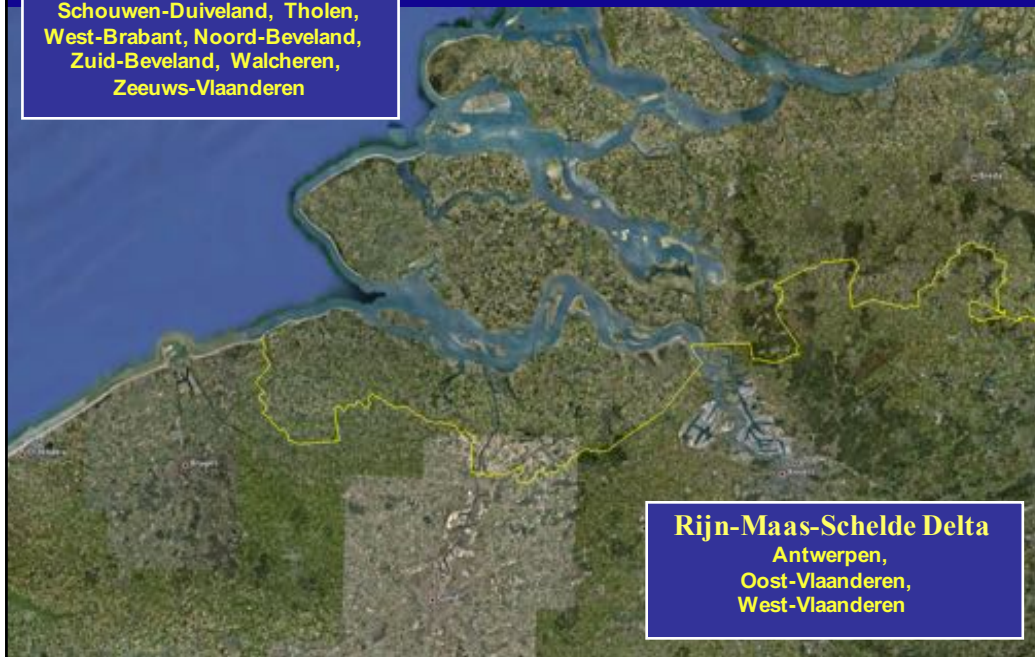 Schouwen-Duiveland, Tholen,
West-Brabant, Noord-Beveland,
Zuid-Beveland, Walcheren,
Zeeuws-Vlaanderen
Breda
Rijn-Maas-Schelde Delta
Antwerpen,
Oost-Vlaanderen,
West-Vlaanderen